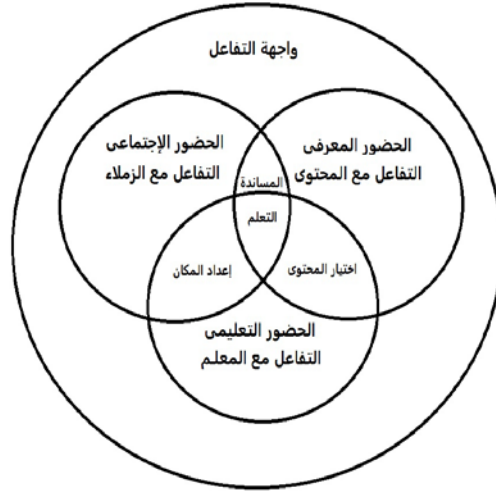 واجهة التفاعل
الحضور المعرفى
التفاعل مع المحتوى
الحضور الإجتماعى
التفاعل مع الزملاء
المساندة
التعلم
اختيار المحتوى
إعداد المكان
الحضور التعليمى
التفاعل مع المعلم